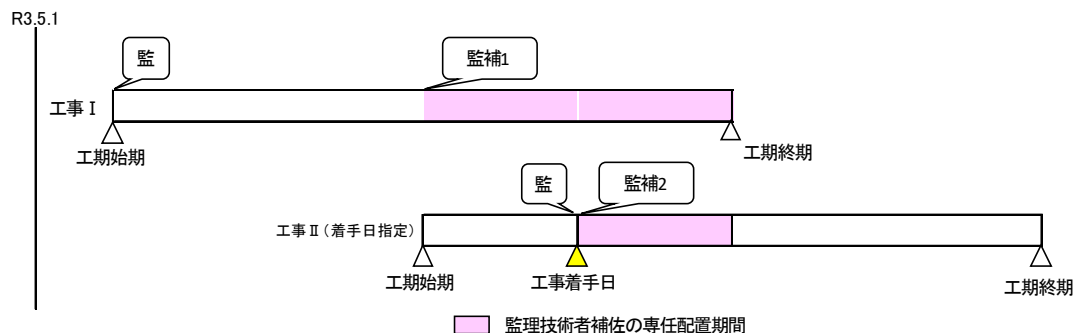 R3.5.1
監
監補1
工事Ⅰ
工期始期
工期終期
監
監補2
工事Ⅱ(着手日指定)
工期始期
工事着手日
工期終期
監理技術者補佐の専任配置期間